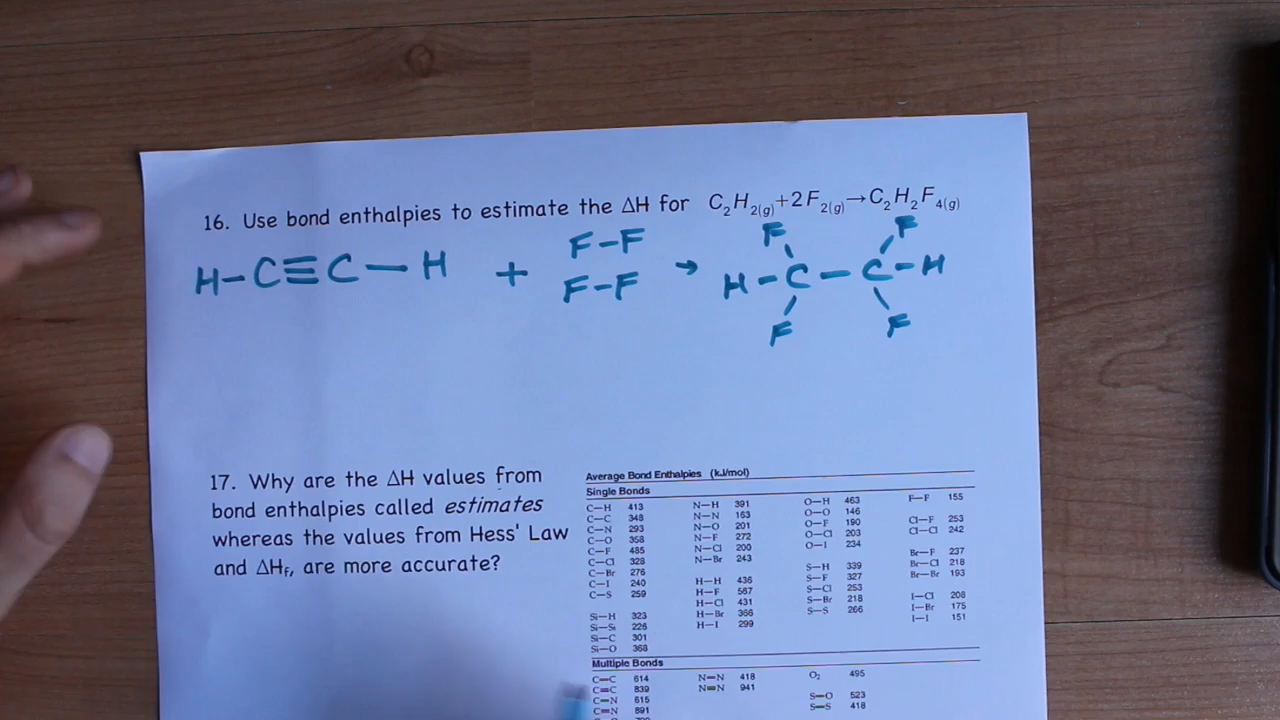 16. Use bond enthalpies to estimate the ΔH for C2H2(g)+2F2(g)→C2H2F4(g)
F F
F–F
H–C≡C–H + → H–C–C–H
F–F
F F
17. Why are the ΔH values from
bond enthalpies called estimates
whereas the values from Hess' Law
and ΔHf, are more accurate?
Average Bond Enthalpies (kJ/mol)
Single Bonds
C—H 413 N—H 391 O—H 463 F—F 155
C—C 348 N—N 163 O—O 146
C—N 293 N—O 201 O—F 190 Cl—F 253
C—O 358 N—F 272 O—Cl 203 Cl—Cl 242
C—F 485 N—Cl 200 O—I 234
C—Cl 328 N—Br 243 Br—F 237
C—Br 276 S—H 339 Br—Cl 218
C—I 240 H—H 436 S—F 327 Br—Br 193
C—S 259 H—F 567 S—Cl 253
H—Cl 431 S—Br 218 I—Cl 208
Si—H 323 H—Br 366 S—S 266 I—Br 175
Si—Si 226 H—I 299 I—I 151
Si—C 301
Si—O 368
Multiple Bonds
C=C 614 N=N 418 O2 495
C≡C 839 N≡N 941
C=N 615 S=O 523
C≡N 891 S=S 418